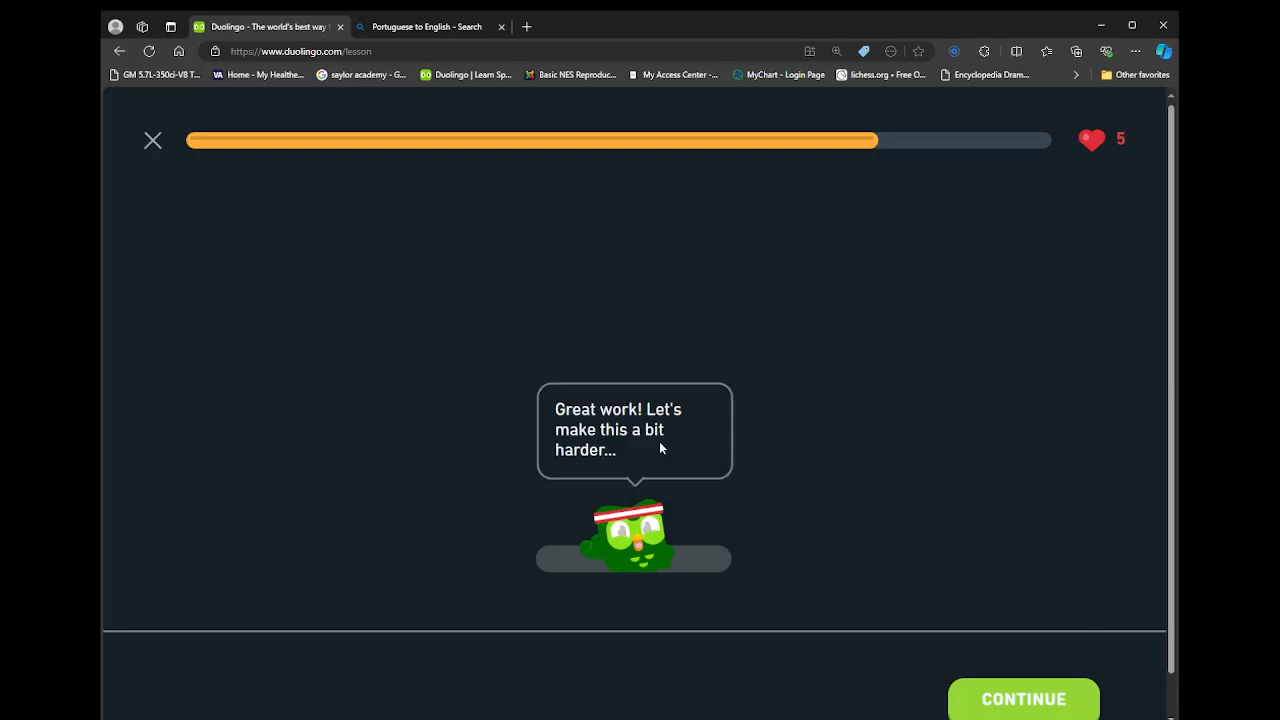 Duolingo - The world's best way
Portuguese to English - Search
https://www.duolingo.com/lesson
GM 5.7L-350ci-V8 T...
VA Home - My Healthe...
saylor academy - G...
Duolingo | Learn Sp...
Basic NES Reproduc...
My Access Center -...
MyChart - Login Page
lichess.org • Free O...
Encyclopedia Dram...
Other favorites
5
Great work! Let's
make this a bit
harder...
CONTINUE